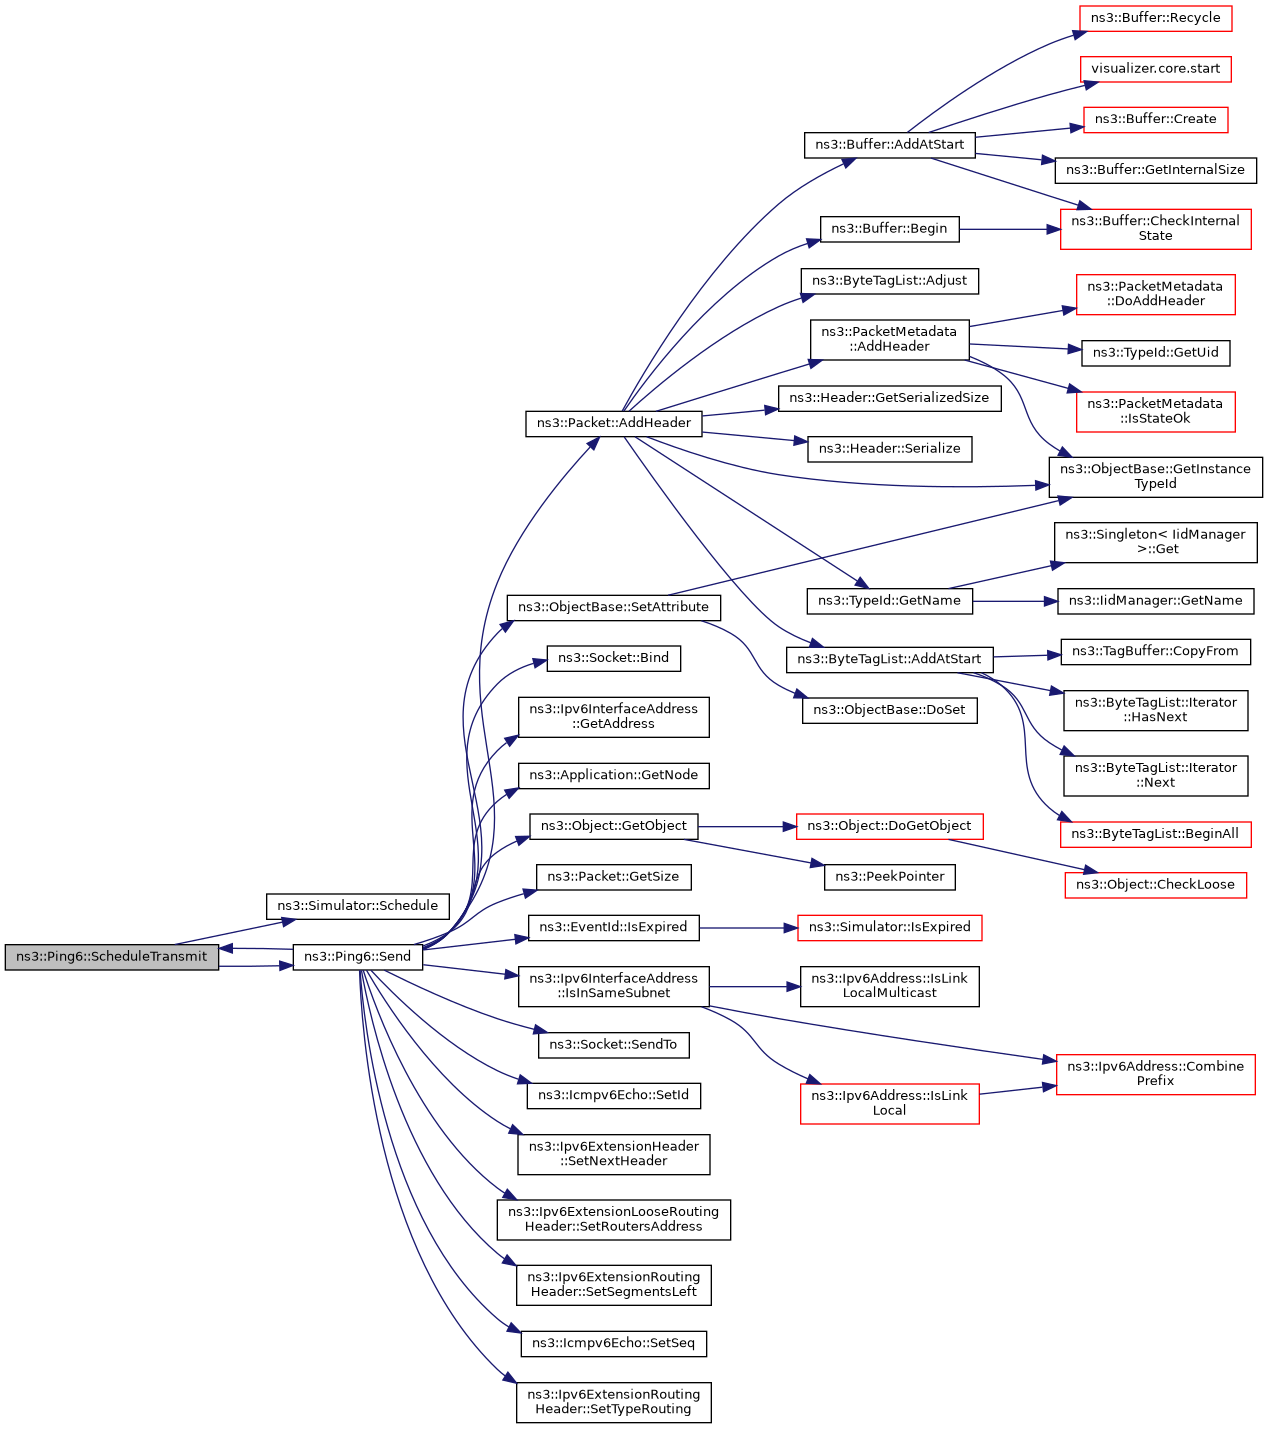 ns3::Buffer::Recycle
visualizer.core.start
ns3::Buffer::Create
ns3::Buffer::AddAtStart
ns3::Buffer::GetInternalSize
ns3::Buffer::CheckInternal
State
ns3::Buffer::Begin
ns3::ByteTagList::Adjust
ns3::PacketMetadata
::DoAddHeader
ns3::PacketMetadata
::AddHeader
ns3::TypeId::GetUid
ns3::Header::GetSerializedSize
ns3::PacketMetadata
::IsStateOk
ns3::Packet::AddHeader
ns3::Header::Serialize
ns3::ObjectBase::GetInstance
TypeId
ns3::Singleton< IidManager
>::Get
ns3::TypeId::GetName
ns3::IidManager::GetName
ns3::ObjectBase::SetAttribute
ns3::Socket::Bind
ns3::ByteTagList::AddAtStart
ns3::TagBuffer::CopyFrom
ns3::Ipv6InterfaceAddress
::GetAddress
ns3::ObjectBase::DoSet
ns3::ByteTagList::Iterator
::HasNext
ns3::Application::GetNode
ns3::ByteTagList::Iterator
::Next
ns3::Object::GetObject
ns3::Object::DoGetObject
ns3::ByteTagList::BeginAll
ns3::Packet::GetSize
ns3::PeekPointer
ns3::Object::CheckLoose
ns3::Simulator::Schedule
ns3::EventId::IsExpired
ns3::Simulator::IsExpired
ns3::Ping6::ScheduleTransmit
ns3::Ping6::Send
ns3::Ipv6InterfaceAddress
::IsInSameSubnet
ns3::Ipv6Address::IsLink
LocalMulticast
ns3::Socket::SendTo
ns3::Ipv6Address::Combine
Prefix
ns3::Icmpv6Echo::SetId
ns3::Ipv6Address::IsLink
Local
ns3::Ipv6ExtensionHeader
::SetNextHeader
ns3::Ipv6ExtensionLooseRouting
Header::SetRoutersAddress
ns3::Ipv6ExtensionRouting
Header::SetSegmentsLeft
ns3::Icmpv6Echo::SetSeq
ns3::Ipv6ExtensionRouting
Header::SetTypeRouting